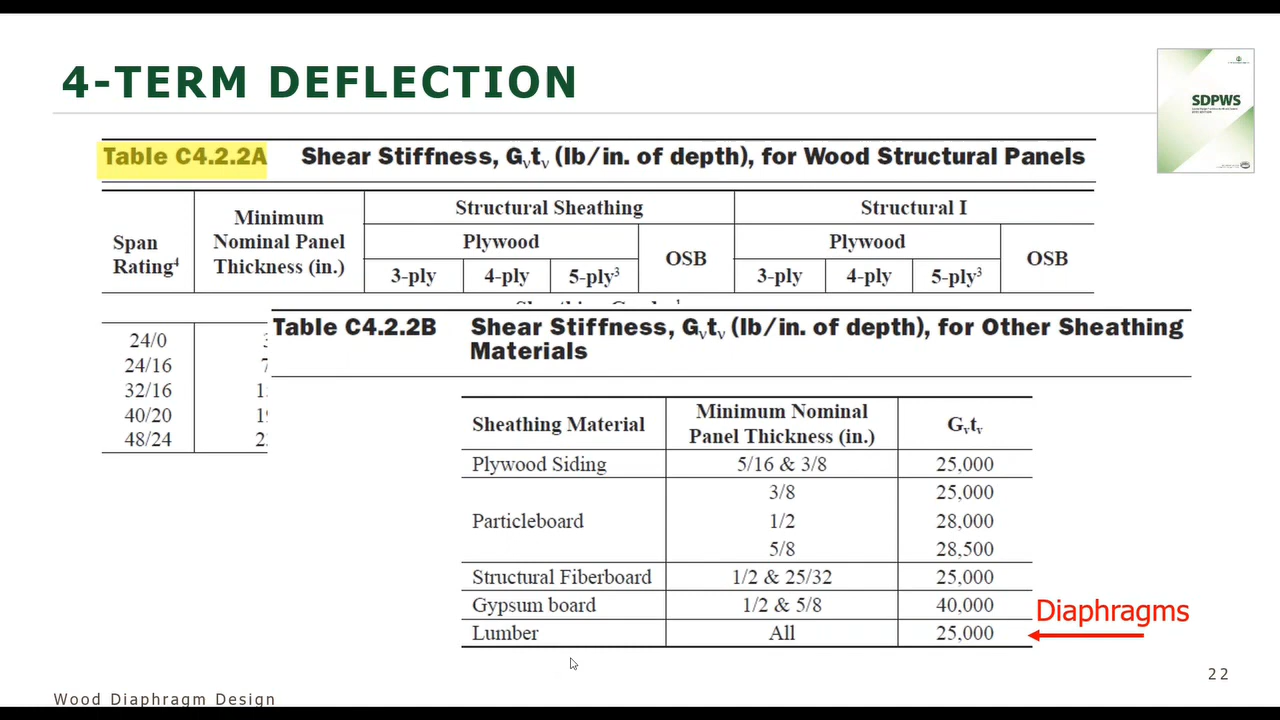 4-TERM DEFLECTION
SDPWS
Table C4.2.2A Shear Stiffness, Gᵥtᵥ (lb/in. of depth), for Wood Structural Panels
Span Rating⁴ Minimum Nominal Panel Thickness (in.) Structural Sheathing Structural I
Plywood OSB Plywood OSB
3-ply 4-ply 5-ply³ 3-ply 4-ply 5-ply³
24/0
24/16
32/16
40/20
48/24
Table C4.2.2B Shear Stiffness, Gᵥtᵥ (lb/in. of depth), for Other Sheathing
Materials
Sheathing Material Minimum Nominal Panel Thickness (in.) Gᵥtᵥ
Plywood Siding 5/16 & 3/8 25,000
3/8 25,000
Particleboard 1/2 28,000
5/8 28,500
Structural Fiberboard 1/2 & 25/32 25,000
Gypsum board 1/2 & 5/8 40,000
Lumber All 25,000
Diaphragms
22
Wood Diaphragm Design